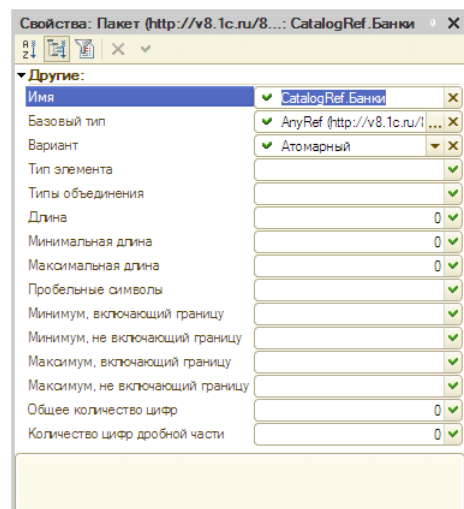 Свойства: Пакет (http://v8.1c.ru/8...: CatalogRef.Банки
Другие:
Имя CatalogRef.Банки
Базовый тип AnyRef (http://v8.1c.ru/ ...
Вариант Атомарный
Тип элемента
Типы объединения
Длина 0
Минимальная длина 0
Максимальная длина 0
Пробельные символы
Минимум, включающий границу
Минимум, не включающий границу
Максимум, включающий границу
Максимум, не включающий границу
Общее количество цифр 0
Количество цифр дробной части 0